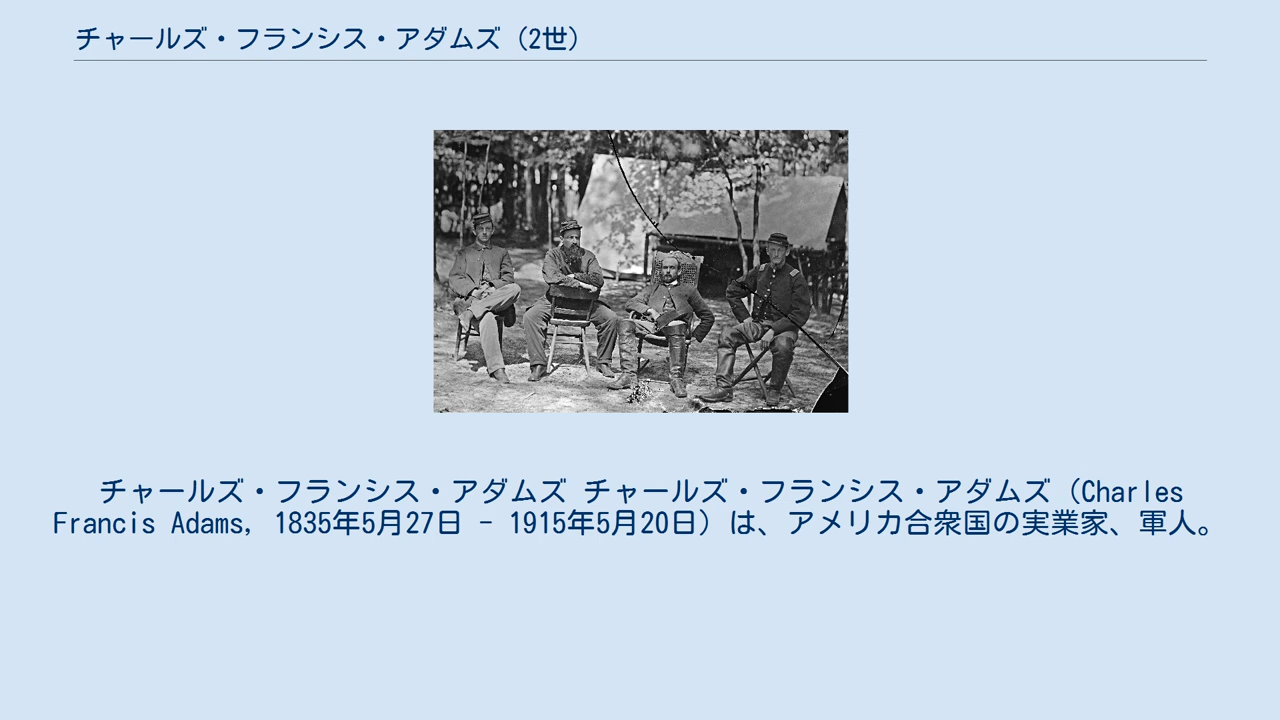 チャールズ・フランシス・アダムズ（2世）
チャールズ・フランシス・アダムズ チャールズ・フランシス・アダムズ（Charles
Francis Adams, 1835年5月27日 - 1915年5月20日）は、アメリカ合衆国の実業家、軍人。